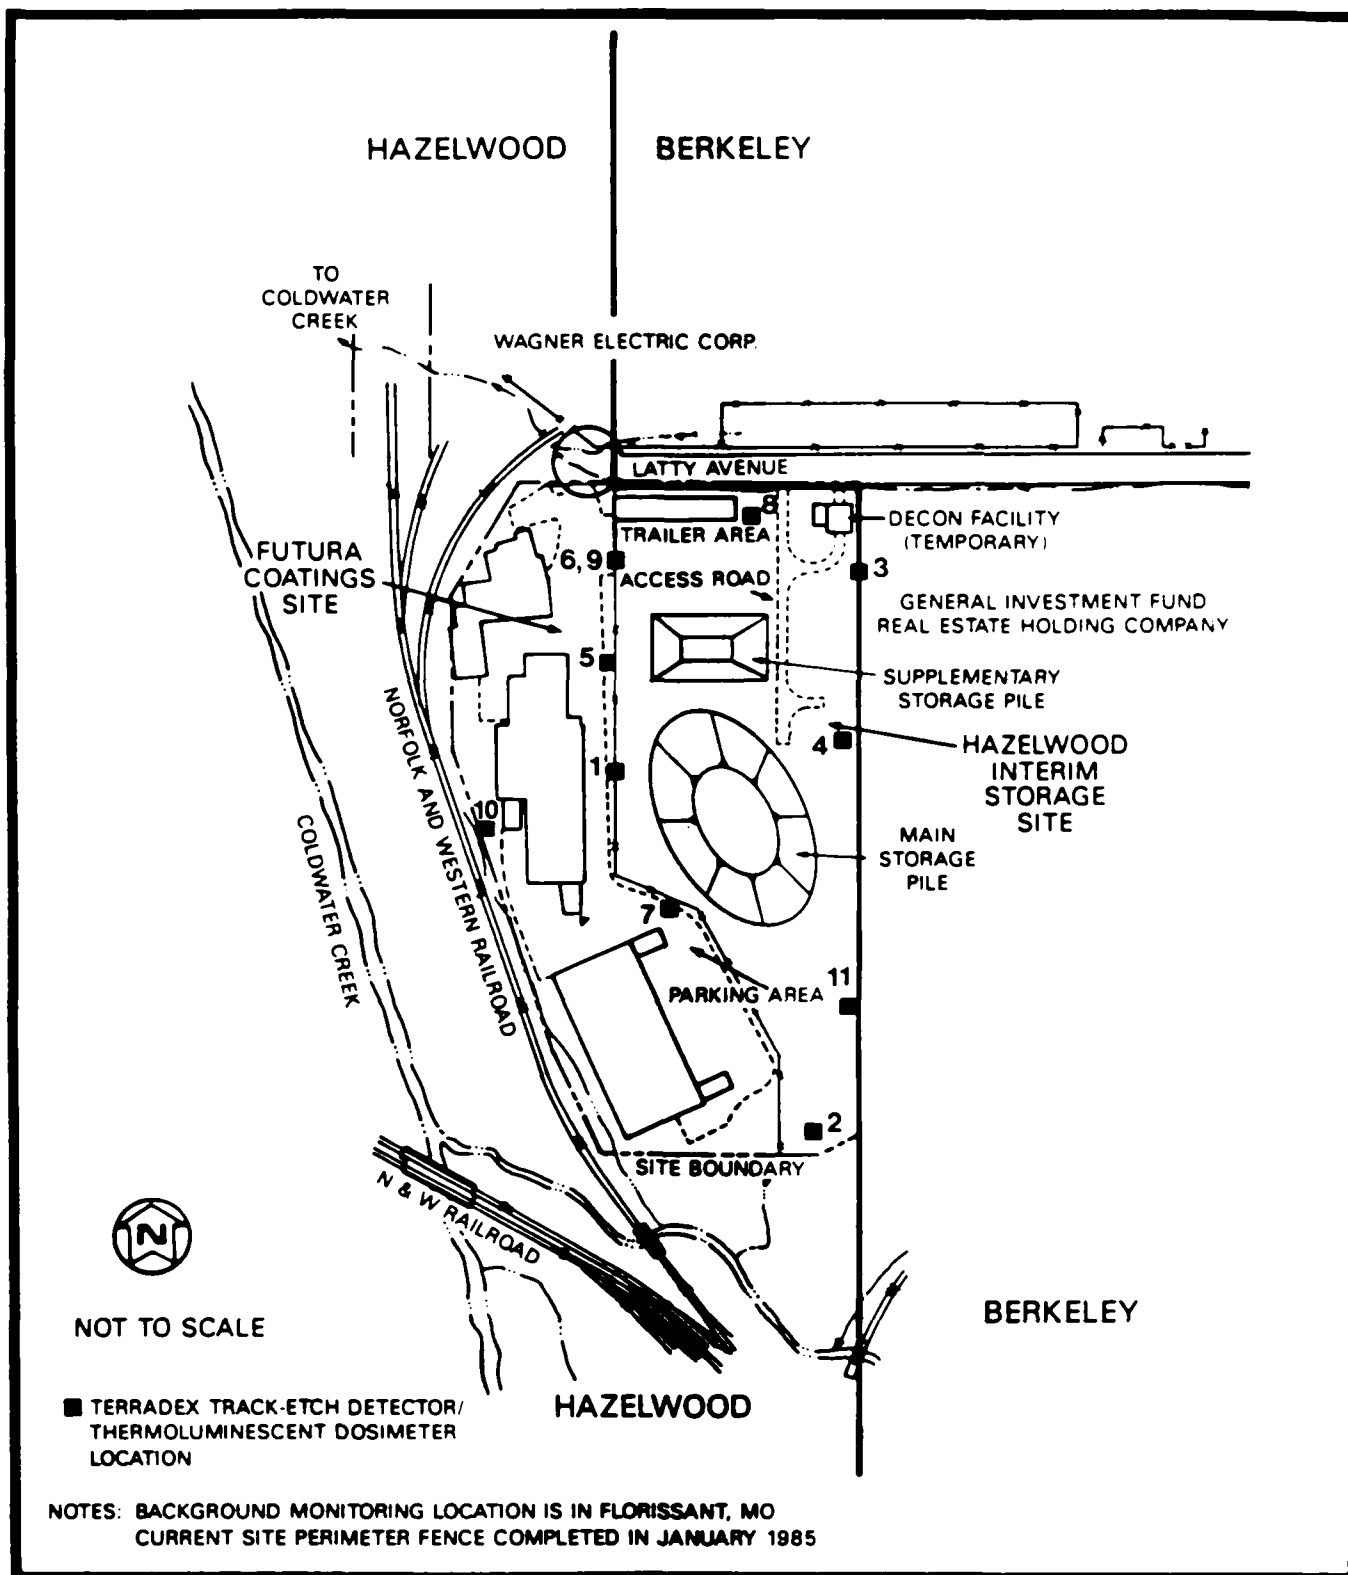 HAZELWOOD
BERKELEY
TO
COLDWATER
CREEK
WAGNER ELECTRIC CORP.
LATTY AVENUE
8
TRAILER AREA
DECON FACILITY
(TEMPORARY)
FUTURA
COATINGS
SITE
6, 9
ACCESS ROAD
3
GENERAL INVESTMENT FUND
REAL ESTATE HOLDING COMPANY
5
SUPPLEMENTARY
STORAGE PILE
4
HAZELWOOD
INTERIM
STORAGE
SITE
1
10
MAIN
STORAGE
PILE
NORFOLK AND WESTERN RAILROAD
COLDWATER CREEK
7
PARKING AREA
11
2
SITE BOUNDARY
N & W RAILROAD
N
NOT TO SCALE
BERKELEY
HAZELWOOD
TERRADEX TRACK-ETCH DETECTOR/
THERMOLUMINESCENT DOSIMETER
LOCATION
NOTES: BACKGROUND MONITORING LOCATION IS IN FLORISSANT, MO
CURRENT SITE PERIMETER FENCE COMPLETED IN JANUARY 1985